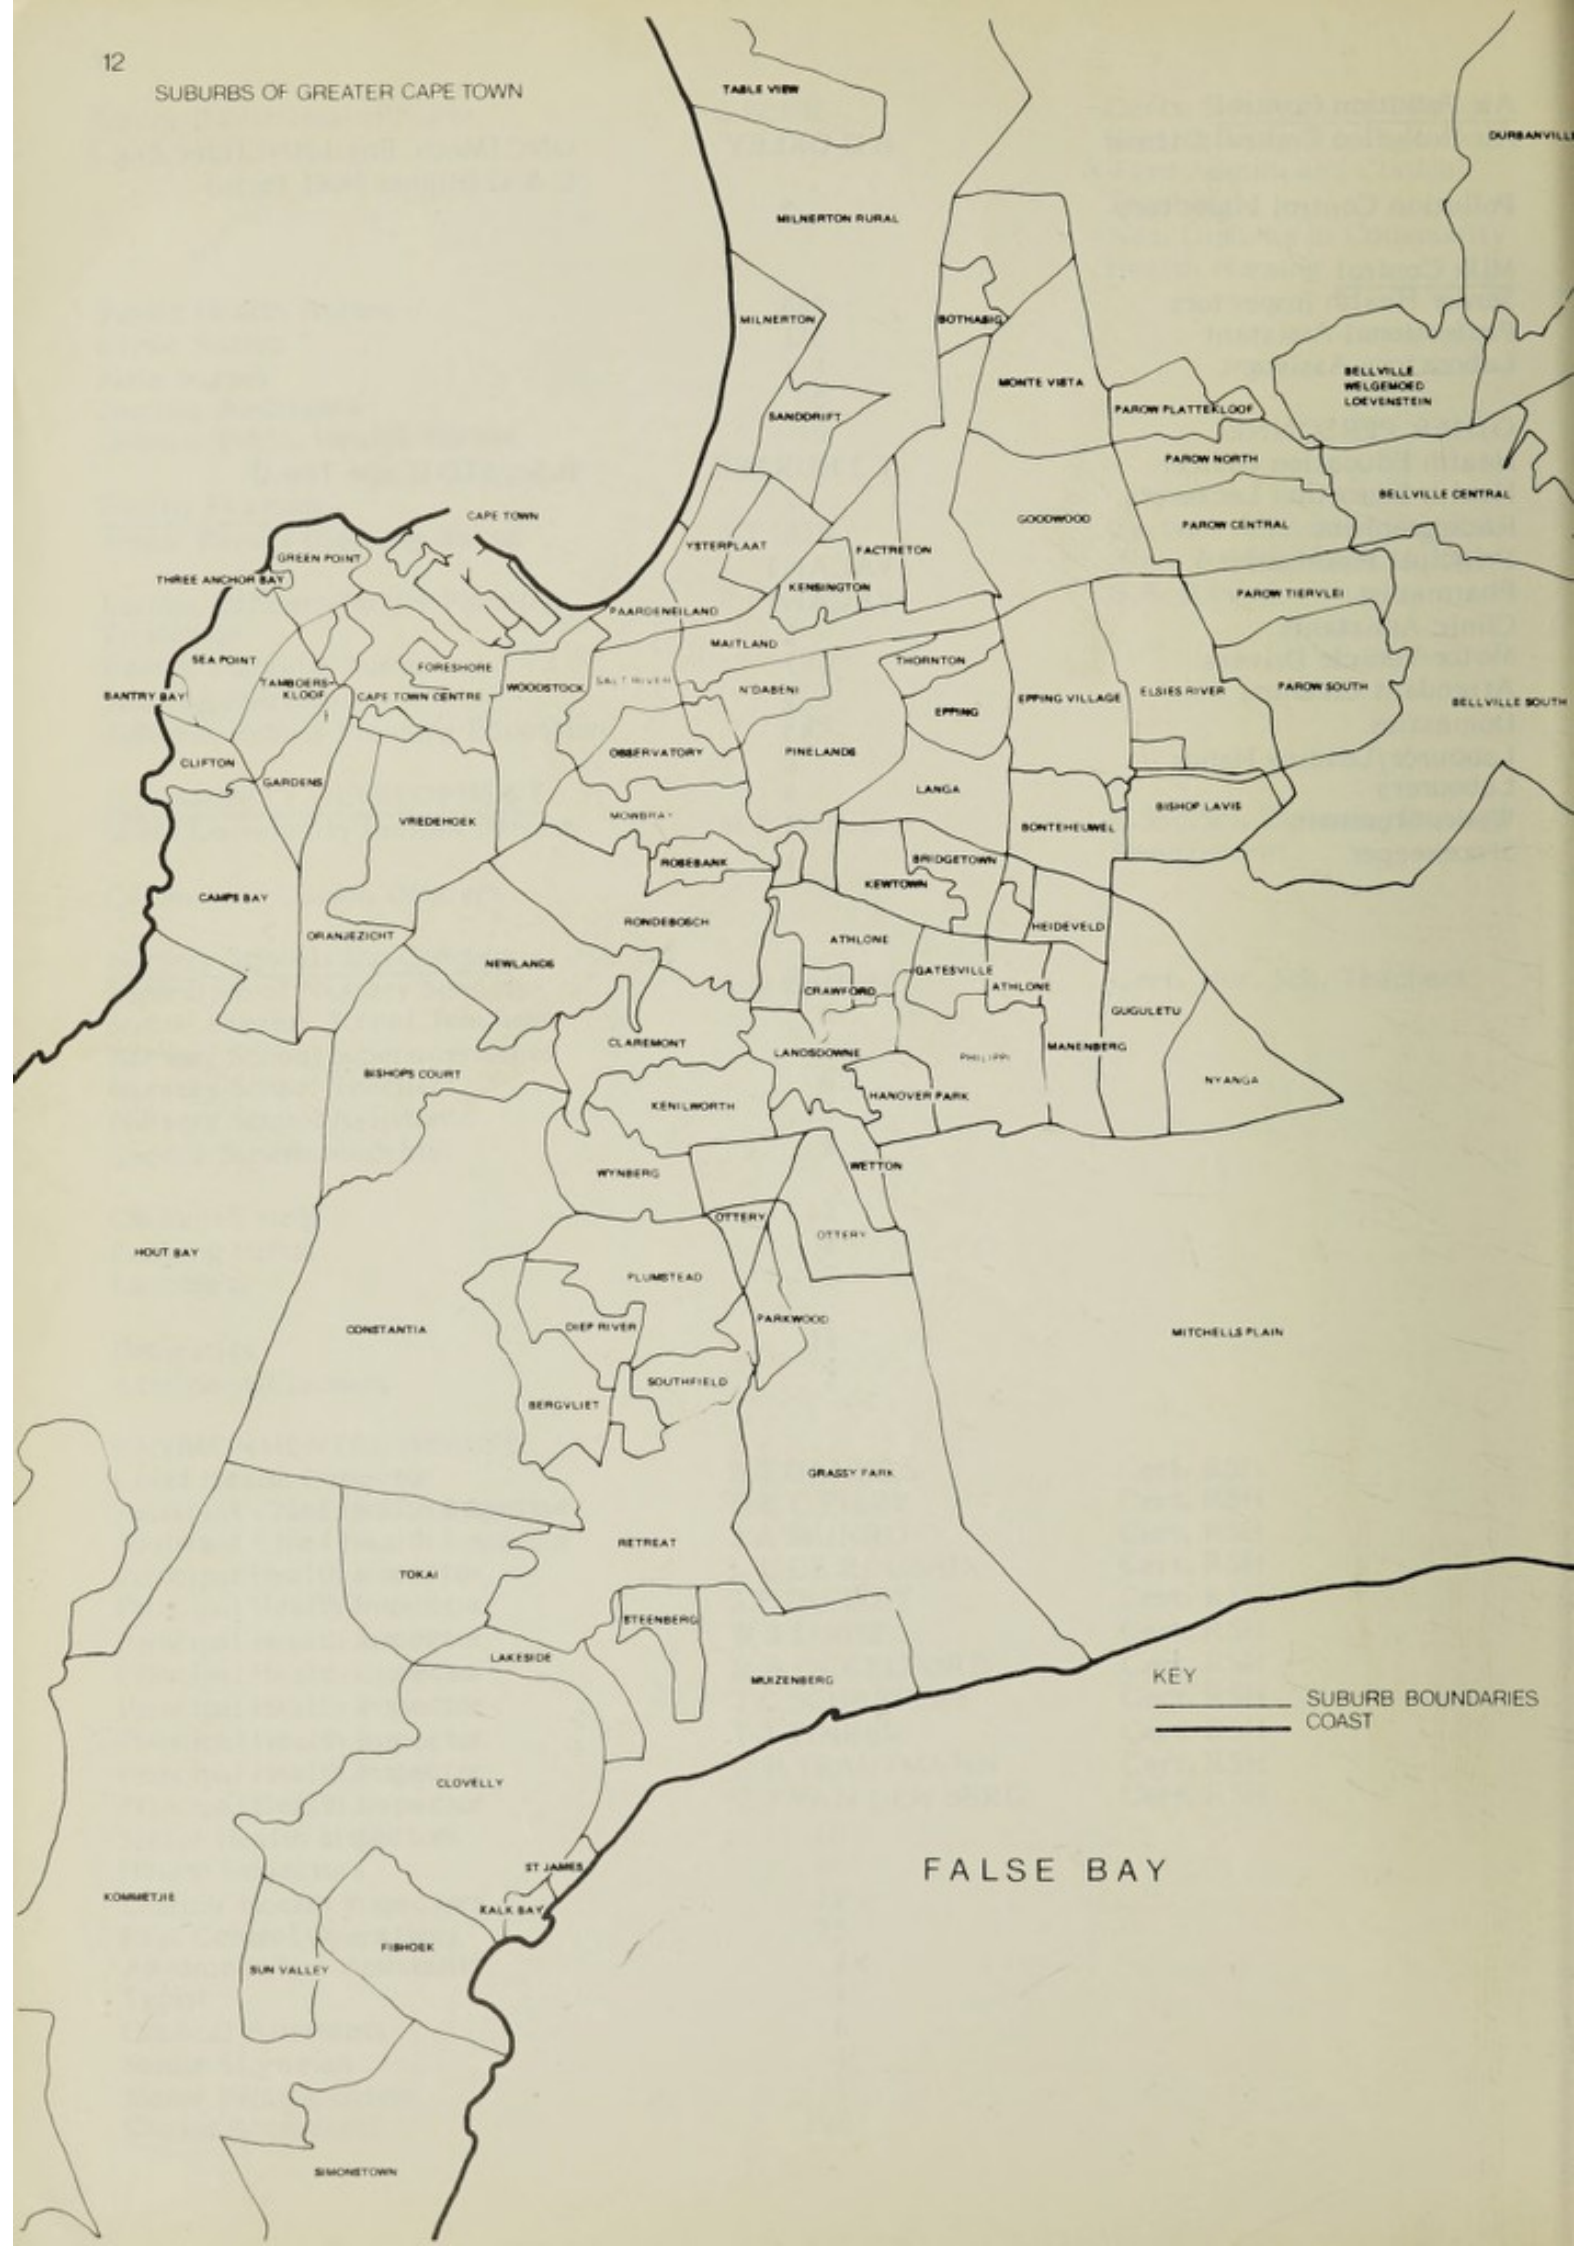 12
SUBURBS OF GREATER CAPE TOWN
TABLE VIEW
MILNERTON RURAL
MILNERTON
BOTHASIG
MONTE VISTA
BELLVILLE
WELGEMOED
LOEVENSTEIN
PAROW PLATTEKLOOF
SANDDRIFT
PAROW NORTH
BELLVILLE CENTRAL
CAPE TOWN
GOODWOOD
PAROW CENTRAL
YSTERPLAAT
FACTRETON
GREEN POINT
THREE ANCHOR BAY
KENSINGTON
PAROW TIERVLEI
PAARDEN EILAND
MAITLAND
SEA POINT
FORESHORE
THORNTON
TAMBOERS-
KLOOF
SALT RIVER
WOODSTOCK
N'DABENI
BANTRY BAY
CAPE TOWN CENTRE
EPPING VILLAGE
ELSIES RIVER
PAROW SOUTH
BELLVILLE SOUTH
EPPING
OBSERVATORY
PINELANDS
CLIFTON
GARDENS
LANGA
BISHOP LAVIS
VREDEHOEK
MOWBRAY
BONTEHEUWEL
ROSEBANK
BRIDGETOWN
KEWTOWN
CAMPS BAY
RONDEBOSCH
HEIDEVELD
ORANJEZICHT
ATHLONE
NEWLANDS
GATESVILLE
CRAWFORD
ATHLONE
GUGULETU
CLAREMONT
LANDSDOWNE
PHILIPPI
MANENBERG
BISHOPS COURT
NYANGA
KENILWORTH
HANOVER PARK
WYNBERG
WETTON
OTTERY
OTTERY
HOUT BAY
PLUMSTEAD
CONSTANTIA
DIEP RIVER
PARKWOOD
MITCHELLS PLAIN
SOUTHFIELD
BERGVLIET
GRASSY PARK
RETREAT
TOKAI
STEENBERG
LAKESIDE
MUIZENBERG
KEY
SUBURB BOUNDARIES
COAST
CLOVELLY
ST JAMES
FALSE BAY
KOMMETJIE
KALK BAY
FISHOEK
SUN VALLEY
SIMONSTOWN